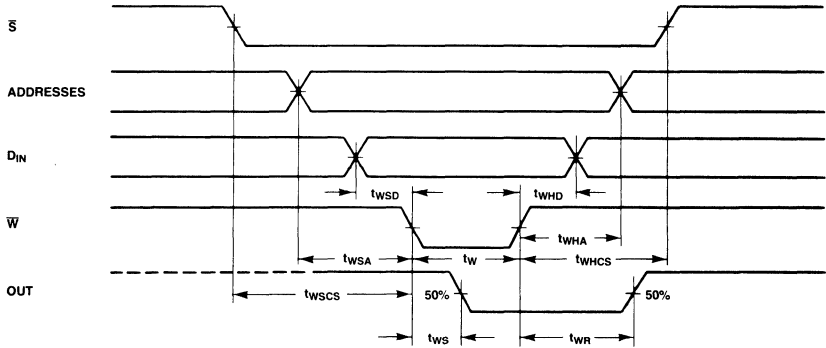 S̅
ADDRESSES
DIN
tWSD
tWHD
W̅
tWHA
tWSA
tW
tWHCS
OUT
tWSCS
50%
50%
tWS
tWR